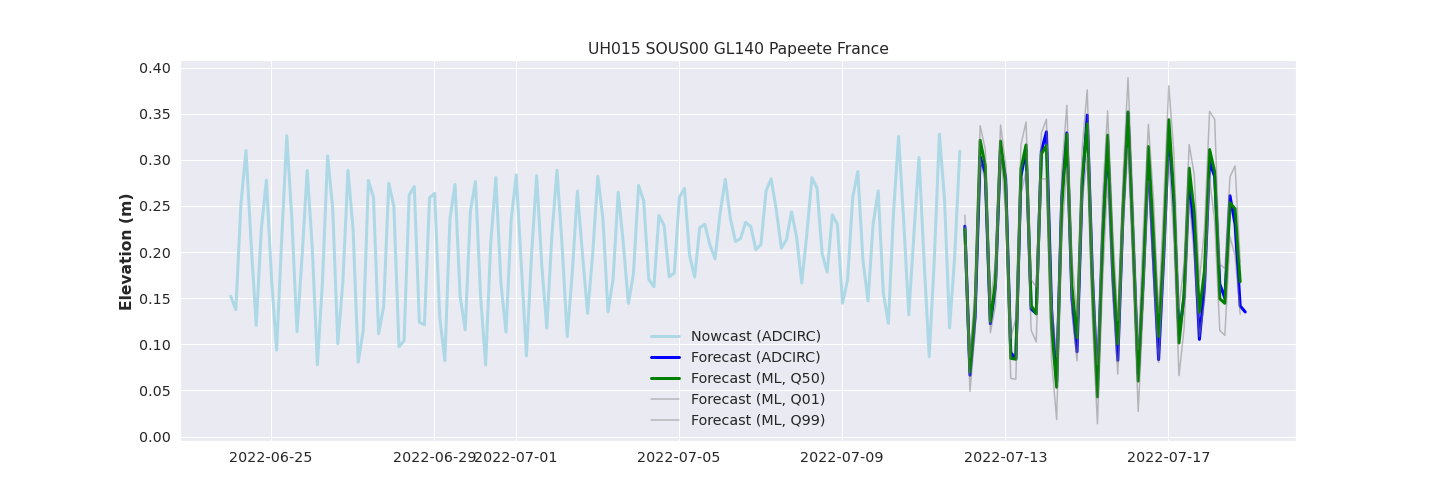 UH015 SOUS00 GL140 Papeete France
Elevation (m)
0.40
0.35
0.30
0.25
0.20
0.15
0.10
0.05
0.00
Nowcast (ADCIRC)
Forecast (ADCIRC)
Forecast (ML, Q50)
Forecast (ML, Q01)
Forecast (ML, Q99)
2022-06-25 2022-06-29 2022-07-01 2022-07-05 2022-07-09 2022-07-13 2022-07-17